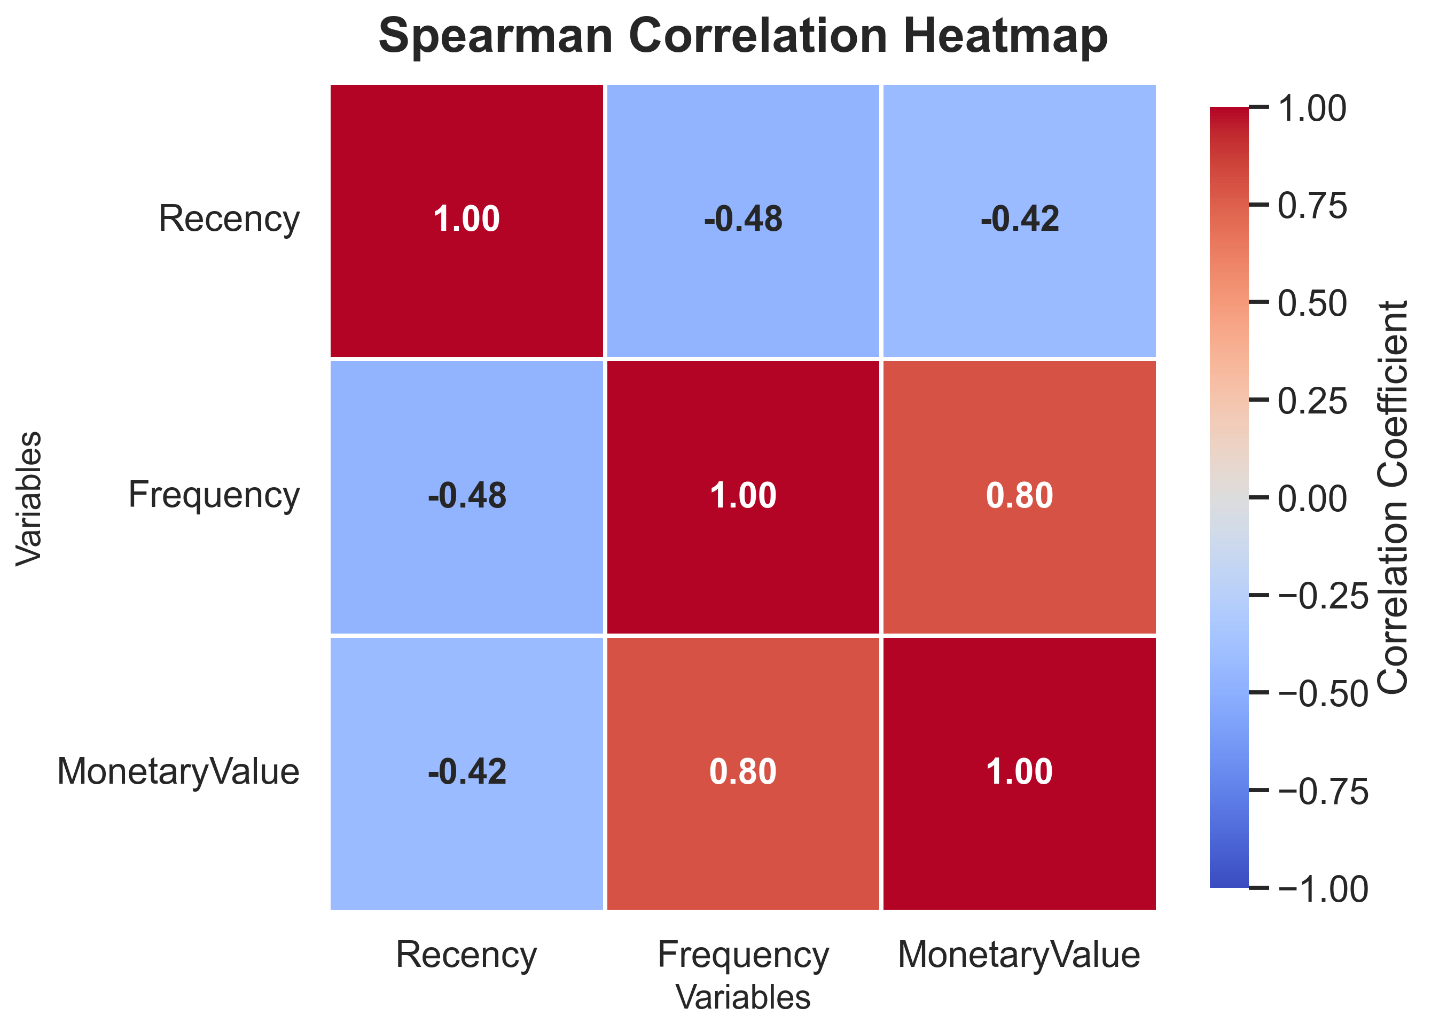 Spearman Correlation Heatmap
Recency
1.00
-0.48
-0.42
Frequency
-0.48
1.00
0.80
MonetaryValue
-0.42
0.80
1.00
Variables
Recency
Frequency
MonetaryValue
Variables
1.00
0.75
0.50
0.25
0.00
−0.25
−0.50
−0.75
−1.00
Correlation Coefficient